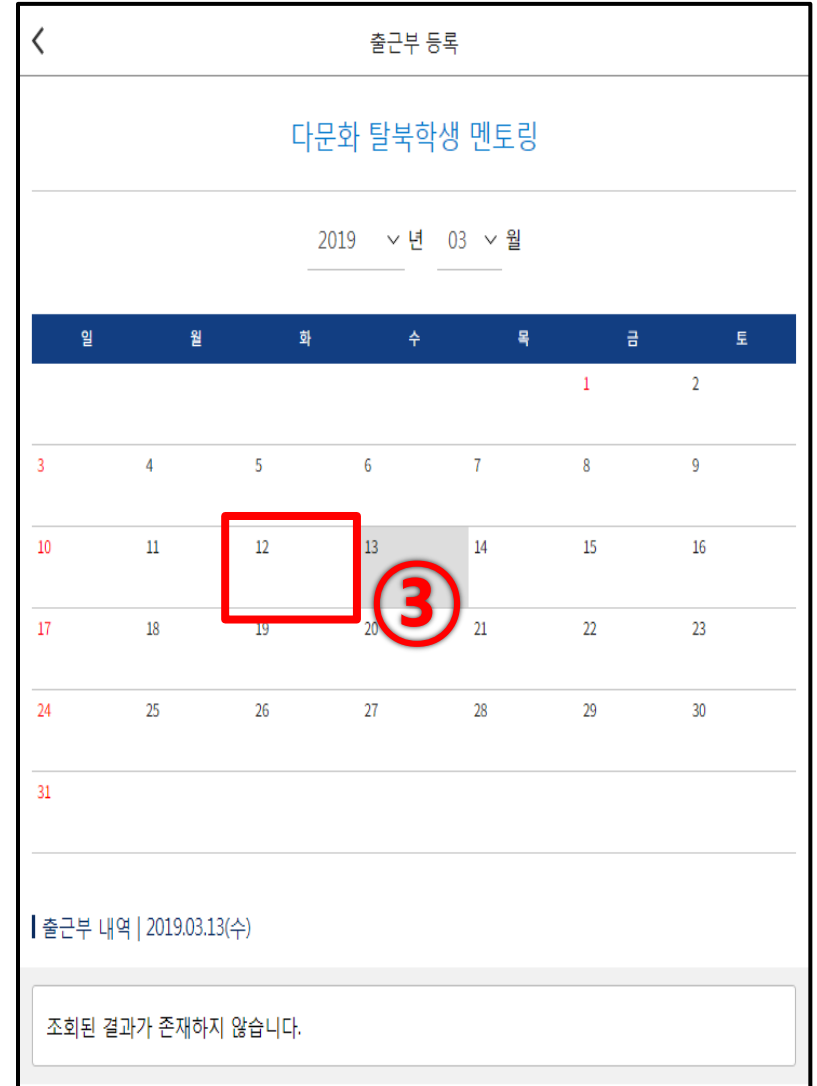 출근부 등록
다문화 탈북학생 멘토링
2019 년 03 월
일 월 화 수 목 금 토
1 2
3 4 5 6 7 8 9
10 11 12 13 14 15 16
③
17 18 19 20 21 22 23
24 25 26 27 28 29 30
31
출근부 내역 | 2019.03.13(수)
조회된 결과가 존재하지 않습니다.